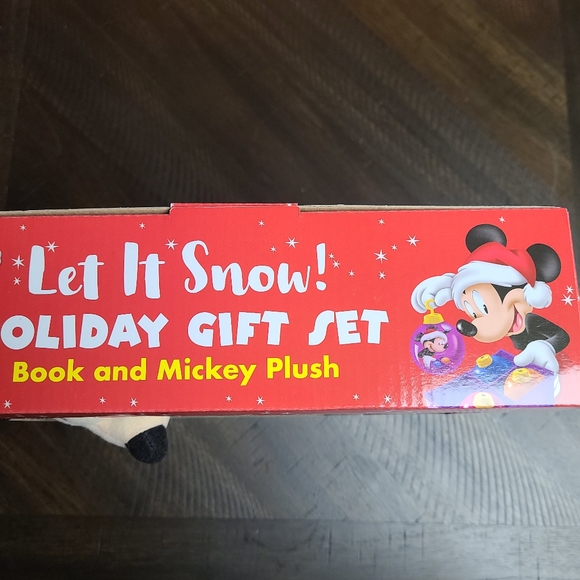 Let It Snow!
OLIDAY GIFT SET
Book and Mickey Plush